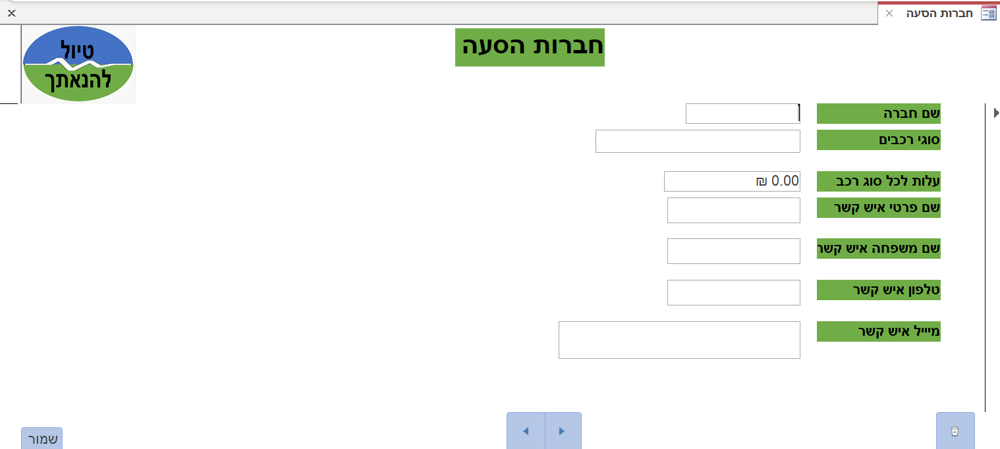 חברות הסעה
חברות הסעה
טיול
להנאתך
שם חברה
סוגי רכבים
עלות לכל סוג רכב
0.00 ₪
שם פרטי איש קשר
שם משפחה איש קשר
טלפון איש קשר
מיייל איש קשר
שמור